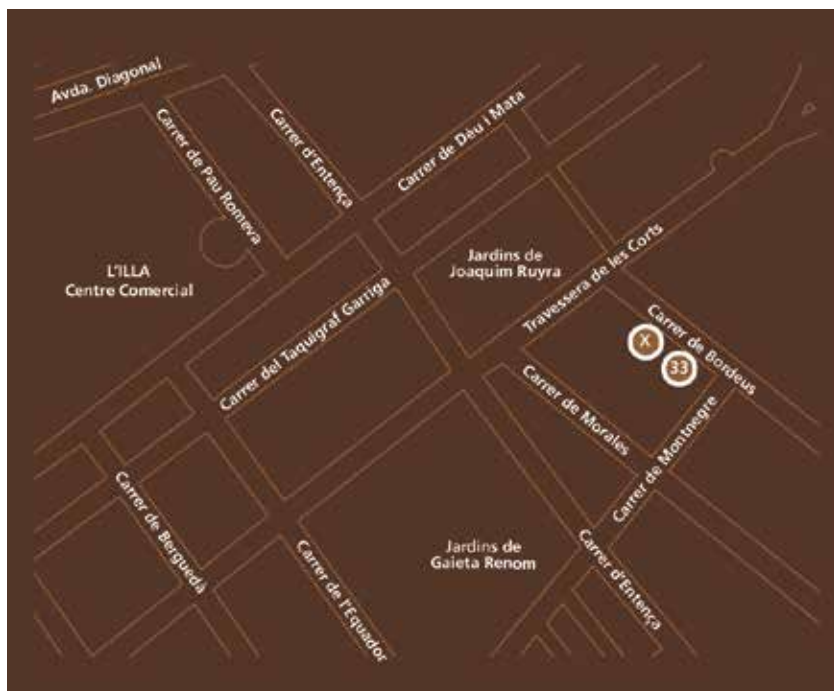 Avda. Diagonal
Carrer de Pau Romeva
Carrer d'Entença
Carrer de Dèu i Mata
L'ILLA
Centre Comercial
Jardins de
Joaquim Ruyra
Travessera de les Corts
Carrer del Taquígraf Garriga
Carrer de Bordeus
X
33
Carrer de Morales
Carrer de Montnegre
Carrer de Berguedà
Carrer de l'Equador
Jardins de
Gaieta Renom
Carrer d'Entença